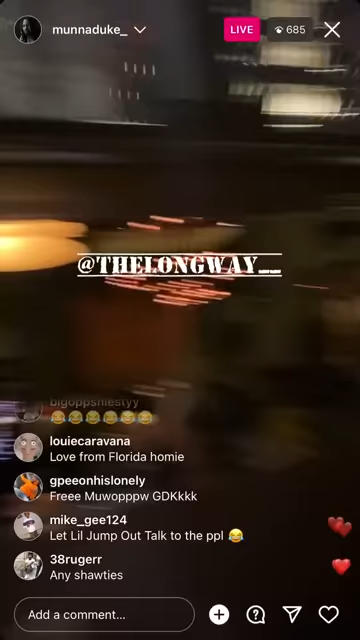 munnaduke_
LIVE
685
@THELONGWAY__
bigoppshiestyy
😂😂😂😂😂😂
louiecaravana
Love from Florida homie
gpeeonhislonely
Freee Muwopppw GDKkkk
mike_gee124
Let Lil Jump Out Talk to the ppl 😂
38rugerr
Any shawties
Add a comment...